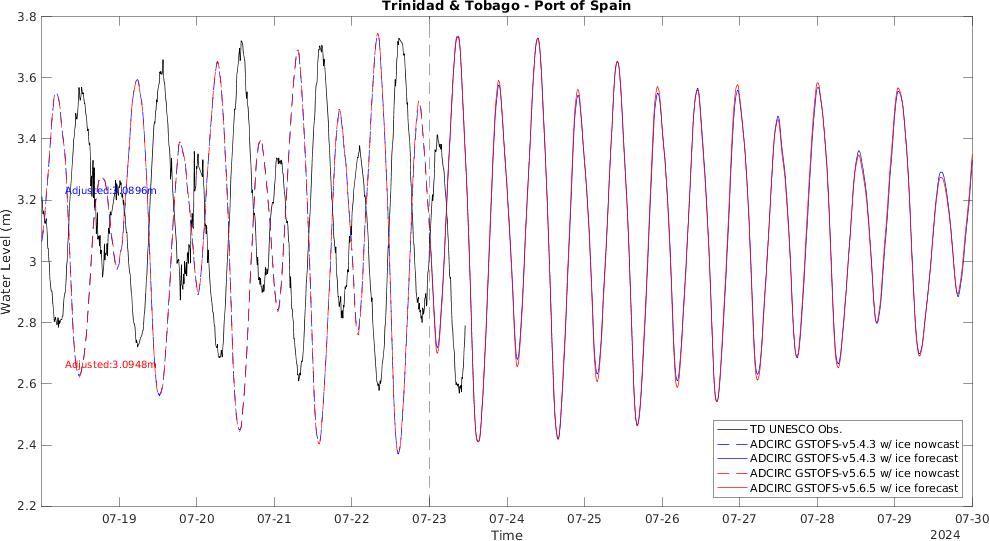 Trinidad & Tobago - Port of Spain
3.8
3.6
3.4
3.2
3
2.8
2.6
2.4
2.2
Water Level (m)
Adjusted:3.0896m
Adjusted:3.0948m
TD UNESCO Obs.
ADCIRC GSTOFS-v5.4.3 w/ ice nowcast
ADCIRC GSTOFS-v5.4.3 w/ ice forecast
ADCIRC GSTOFS-v5.6.5 w/ ice nowcast
ADCIRC GSTOFS-v5.6.5 w/ ice forecast
07-19 07-20 07-21 07-22 07-23 07-24 07-25 07-26 07-27 07-28 07-29 07-30
Time
2024